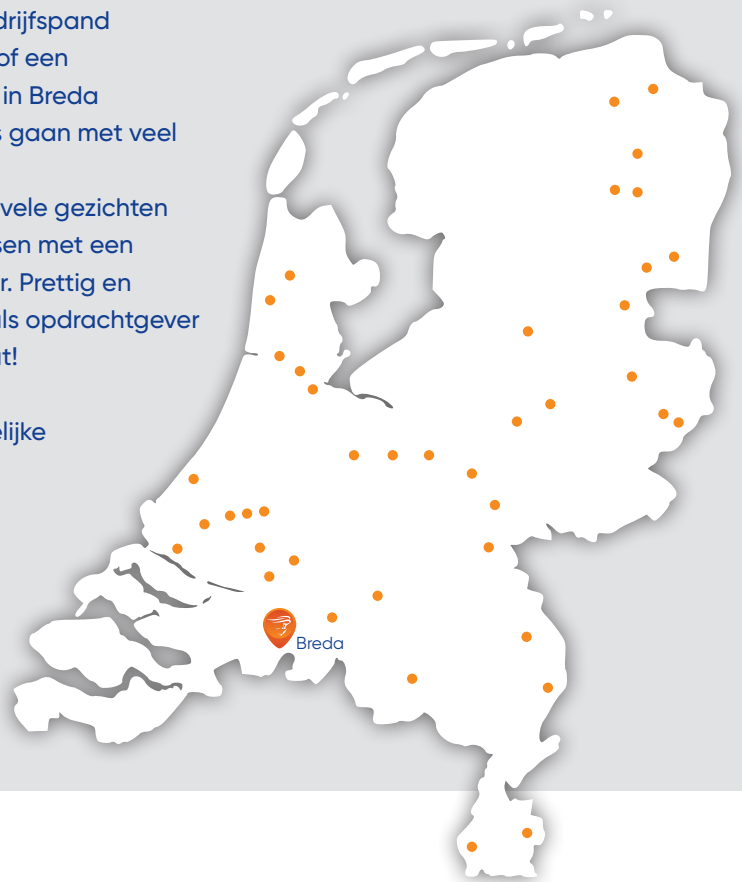 drijfspand
of een
in Breda
s gaan met veel
vele gezichten
sen met een
r. Prettig en
als opdrachtgever
at!
elijke
Breda